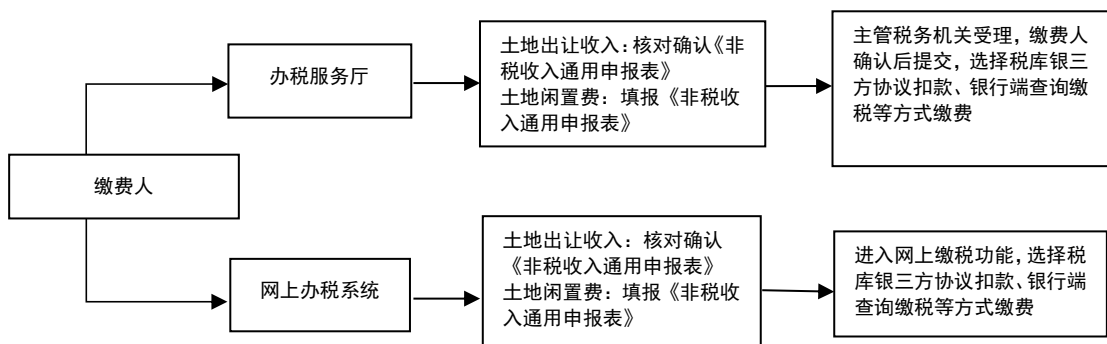 缴费人
办税服务厅
土地出让收入：核对确认《非
税收入通用申报表》
土地闲置费：填报《非税收
入通用申报表》
主管税务机关受理，缴费人
确认后提交，选择税库银三
方协议扣款、银行端查询缴
税等方式缴费
网上办税系统
土地出让收入：核对确认
《非税收入通用申报表》
土地闲置费：填报《非税收
入通用申报表》
进入网上缴税功能，选择税
库银三方协议扣款、银行端
查询缴税等方式缴费